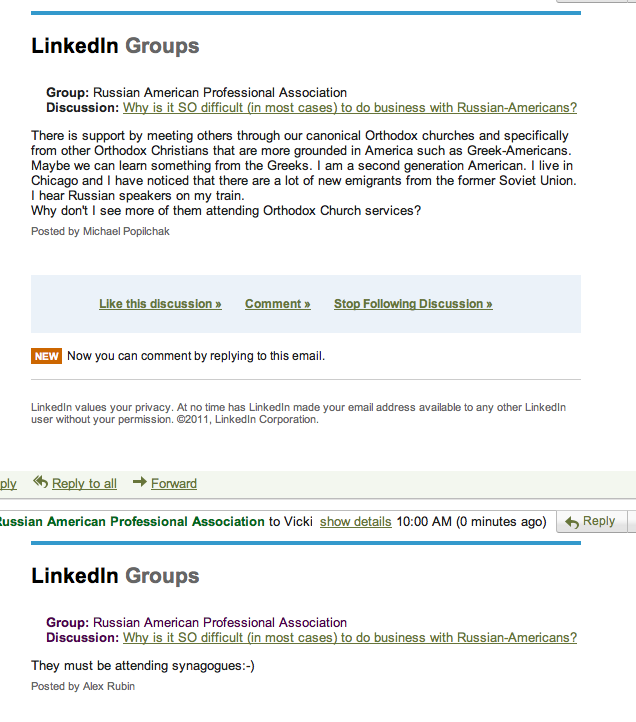 LinkedIn Groups
Group: Russian American Professional Association
Discussion: Why is it SO difficult (in most cases) to do business with Russian-Americans?
There is support by meeting others through our canonical Orthodox churches and specifically
from other Orthodox Christians that are more grounded in America such as Greek-Americans.
Maybe we can learn something from the Greeks. I am a second generation American. I live in
Chicago and I have noticed that there are a lot of new emigrants from the former Soviet Union.
I hear Russian speakers on my train.
Why don't I see more of them attending Orthodox Church services?
Posted by Michael Popilchak
Like this discussion » Comment » Stop Following Discussion »
NEW Now you can comment by replying to this email.
LinkedIn values your privacy. At no time has LinkedIn made your email address available to any other LinkedIn
user without your permission. ©2011, LinkedIn Corporation.
ply Reply to all Forward
Russian American Professional Association to Vicki show details 10:00 AM (0 minutes ago) Reply
LinkedIn Groups
Group: Russian American Professional Association
Discussion: Why is it SO difficult (in most cases) to do business with Russian-Americans?
They must be attending synagogues:-)
Posted by Alex Rubin